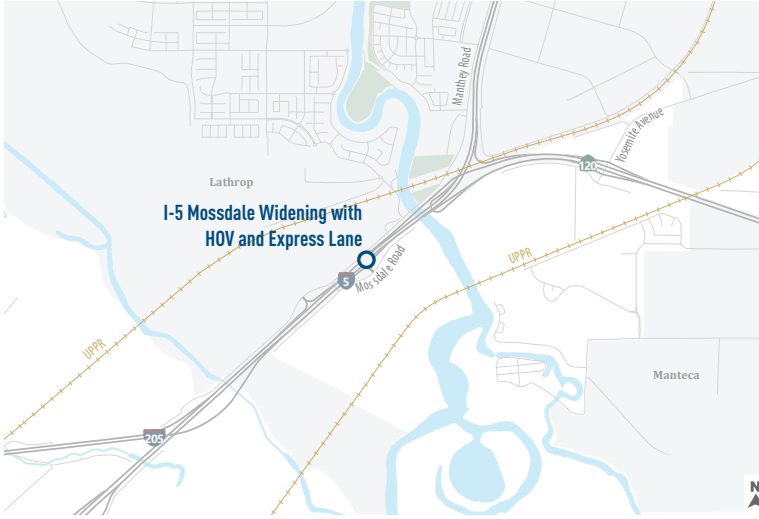 Manthey Road
Yosemite Avenue
120
Lathrop
I-5 Mossdale Widening with
HOV and Express Lane
Mossdale Road
5
UPPR
UPPR
Manteca
205
N